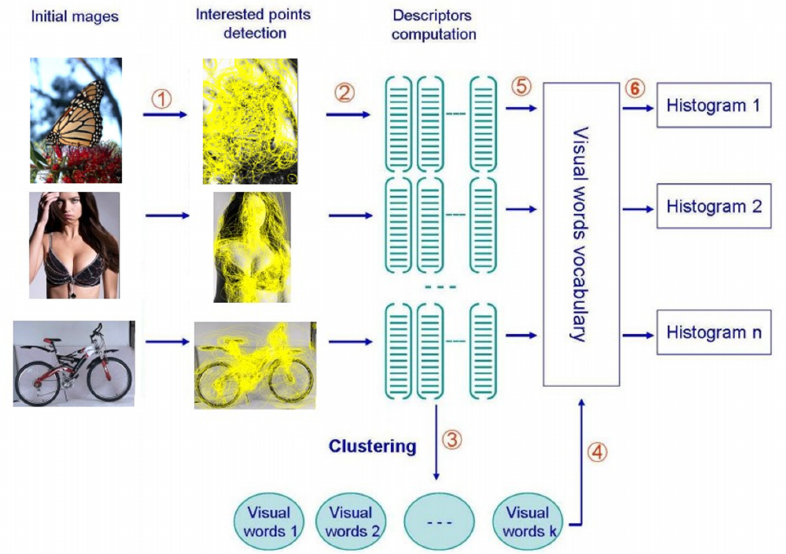 Initial mages
Interested points
detection
Descriptors
computation
①
②
⑤
⑥
Histogram 1
Visual words vocabulary
Histogram 2
- - -
Histogram n
Clustering
③
④
Visual
words 1
Visual
words 2
- - -
Visual
words k